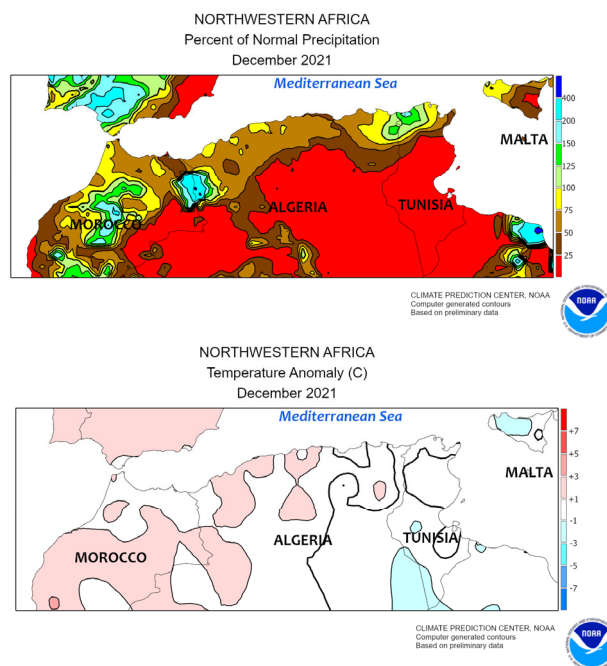 NORTHWESTERN AFRICA
Percent of Normal Precipitation
December 2021
Mediterranean Sea
MALTA
ALGERIA
TUNISIA
MOROCCO
400
200
150
125
100
75
50
25
CLIMATE PREDICTION CENTER, NOAA
Computer generated contours
Based on preliminary data
NOAA
NORTHWESTERN AFRICA
Temperature Anomaly (C)
December 2021
Mediterranean Sea
MALTA
ALGERIA
TUNISIA
MOROCCO
+7
+5
+3
+1
-1
-3
-5
-7
CLIMATE PREDICTION CENTER, NOAA
Computer generated contours
Based on preliminary data
NOAA